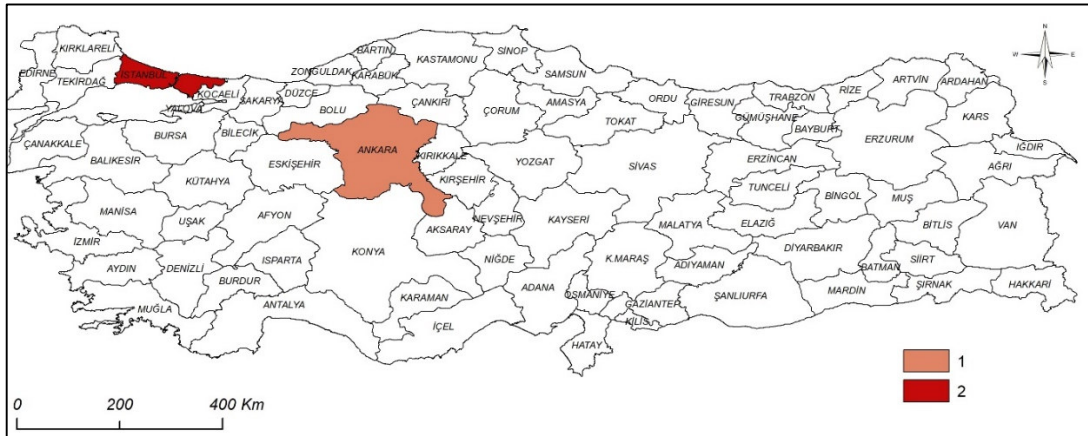 N
W E
S
KIRKLARELİ
EDİRNE
TEKİRDAĞ
İSTANBUL
KOCAELİ
YALOVA
SAKARYA
DÜZCE
ZONGULDAK
BARTIN
KARABÜK
KASTAMONU
SİNOP
SAMSUN
ORDU
GİRESUN
TRABZON
RİZE
ARTVİN
ARDAHAN
KARS
IĞDIR
ÇANAKKALE
BALIKESİR
BURSA
BİLECİK
BOLU
ÇANKIRI
ÇORUM
AMASYA
TOKAT
GÜMÜŞHANE
BAYBURT
ERZURUM
AĞRI
KÜTAHYA
ESKİŞEHİR
ANKARA
KIRIKKALE
KIRŞEHİR
YOZGAT
SİVAS
ERZİNCAN
TUNCELİ
BİNGÖL
MUŞ
BİTLİS
VAN
MANİSA
UŞAK
AFYON
AKSARAY
NEVŞEHİR
KAYSERİ
MALATYA
ELAZIĞ
DİYARBAKIR
BATMAN
SİİRT
ŞIRNAK
HAKKARİ
İZMİR
AYDIN
DENİZLİ
ISPARTA
BURDUR
KONYA
NİĞDE
K.MARAŞ
ADIYAMAN
ŞANLIURFA
MARDİN
MUĞLA
ANTALYA
KARAMAN
İÇEL
ADANA
OSMANİYE
GAZİANTEP
KİLİS
HATAY
1
2
0 200 400 Km